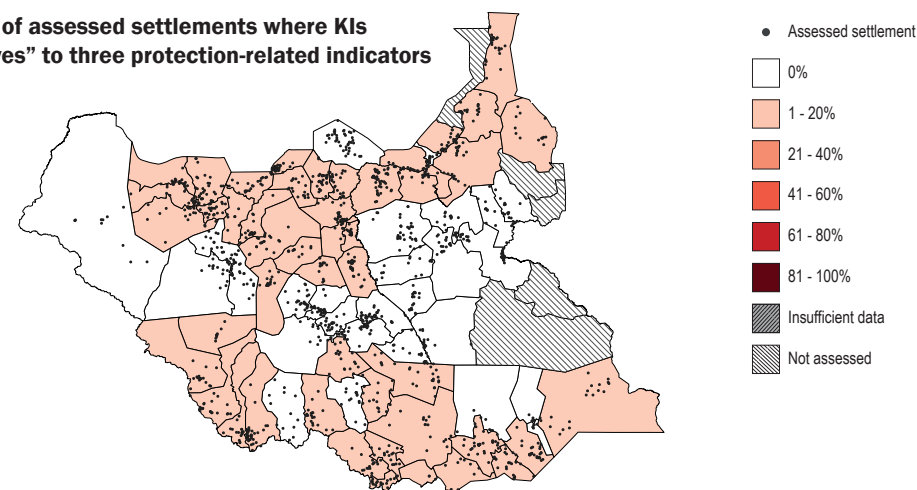 of assessed settlements where KIs
yes” to three protection-related indicators
Assessed settlement
0%
1 - 20%
21 - 40%
41 - 60%
61 - 80%
81 - 100%
Insufficient data
Not assessed